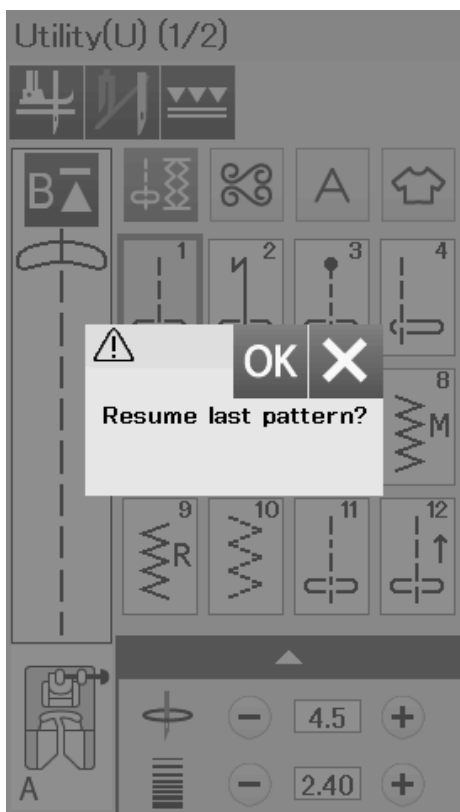 Utility(U) (1/2)
B
A
1
2
3
4
OK
Resume last pattern?
8
M
9
R
10
11
12
4.5
2.40
A